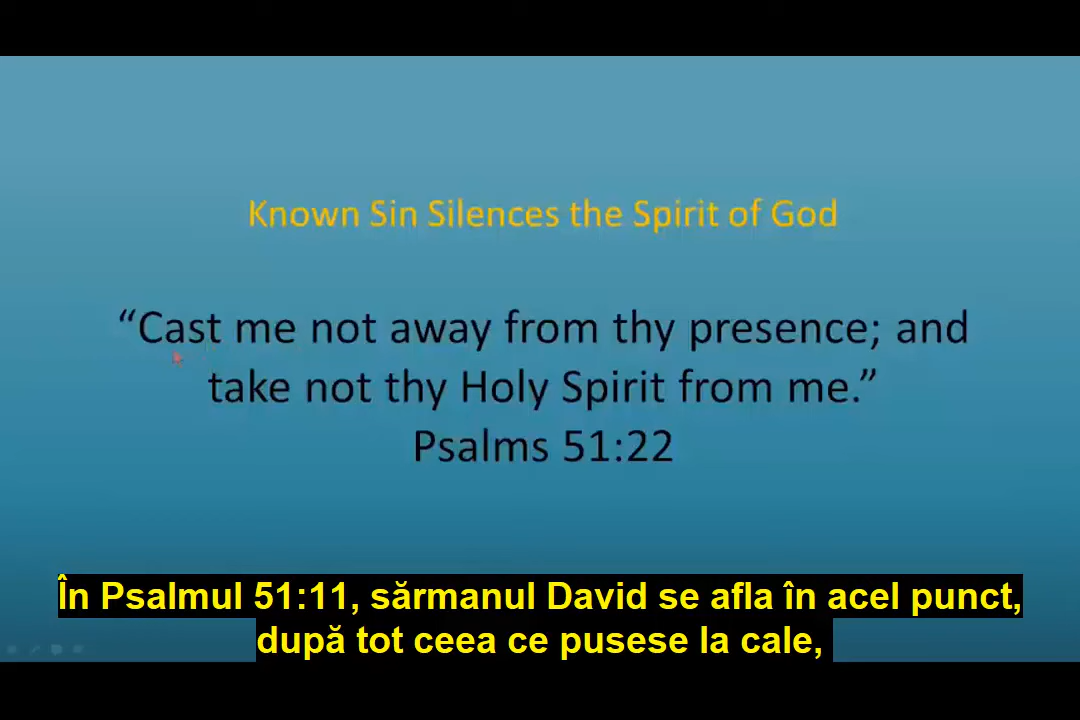 Known Sin Silences the Spirit of God
“Cast me not away from thy presence; and
take not thy Holy Spirit from me.”
Psalms 51:22
În Psalmul 51:11, sărmanul David se afla în acel punct,
după tot ceea ce pusese la cale,